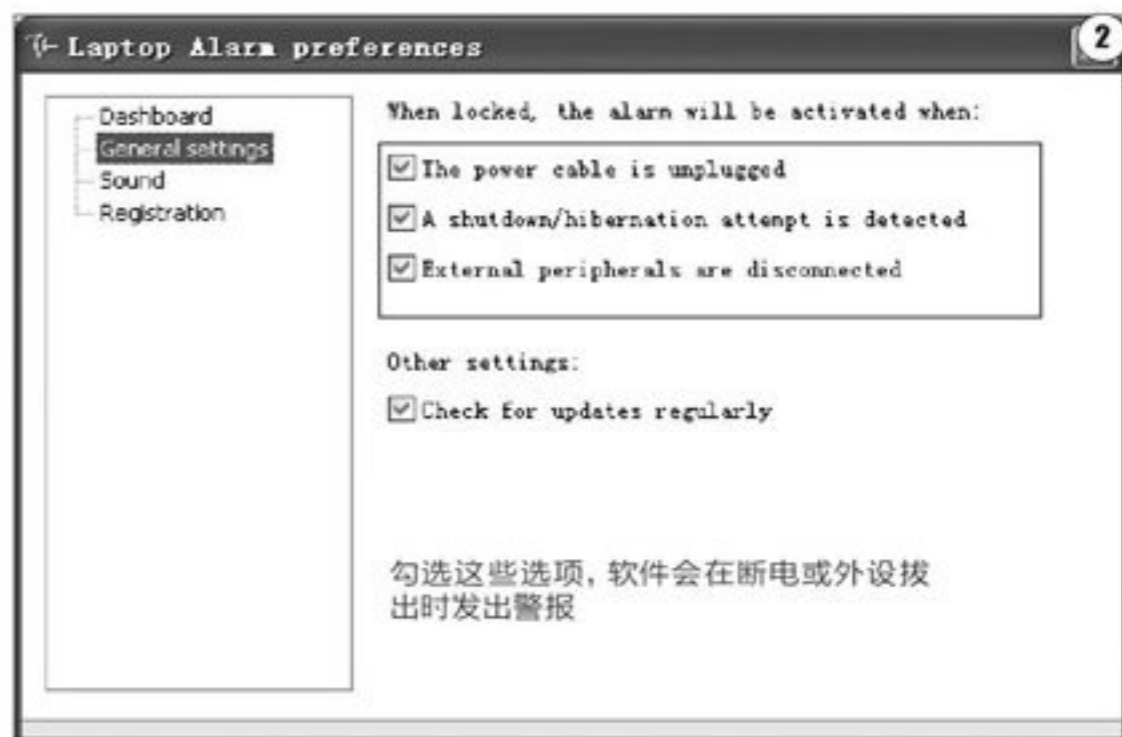 Laptop Alarm preferences
2
Dashboard
General settings
Sound
Registration
When locked, the alarm will be activated when:
The power cable is unplugged
A shutdown/hibernation attempt is detected
External peripherals are disconnected
Other settings:
Check for updates regularly
勾选这些选项，软件会在断电或外设拔
出时发出警报